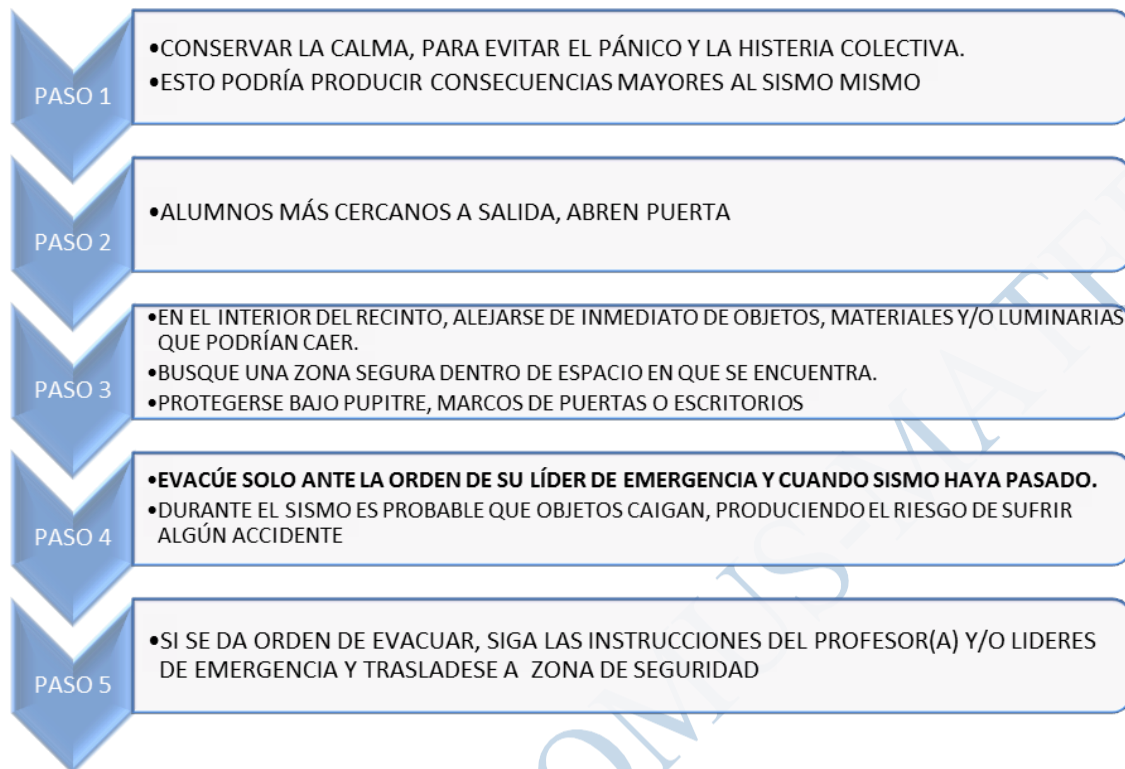 PASO 1
•CONSERVAR LA CALMA, PARA EVITAR EL PÁNICO Y LA HISTERIA COLECTIVA.
•ESTO PODRÍA PRODUCIR CONSECUENCIAS MAYORES AL SISMO MISMO
PASO 2
•ALUMNOS MÁS CERCANOS A SALIDA, ABREN PUERTA
PASO 3
•EN EL INTERIOR DEL RECINTO, ALEJARSE DE INMEDIATO DE OBJETOS, MATERIALES Y/O LUMINARIAS
QUE PODRÍAN CAER.
•BUSQUE UNA ZONA SEGURA DENTRO DE ESPACIO EN QUE SE ENCUENTRA.
•PROTEGERSE BAJO PUPITRE, MARCOS DE PUERTAS O ESCRITORIOS
PASO 4
•EVACÚE SOLO ANTE LA ORDEN DE SU LÍDER DE EMERGENCIA Y CUANDO SISMO HAYA PASADO.
•DURANTE EL SISMO ES PROBABLE QUE OBJETOS CAIGAN, PRODUCIENDO EL RIESGO DE SUFRIR
ALGÚN ACCIDENTE
PASO 5
•SI SE DA ORDEN DE EVACUAR, SIGA LAS INSTRUCCIONES DEL PROFESOR(A) Y/O LIDERES
DE EMERGENCIA Y TRASLADESE A  ZONA DE SEGURIDAD